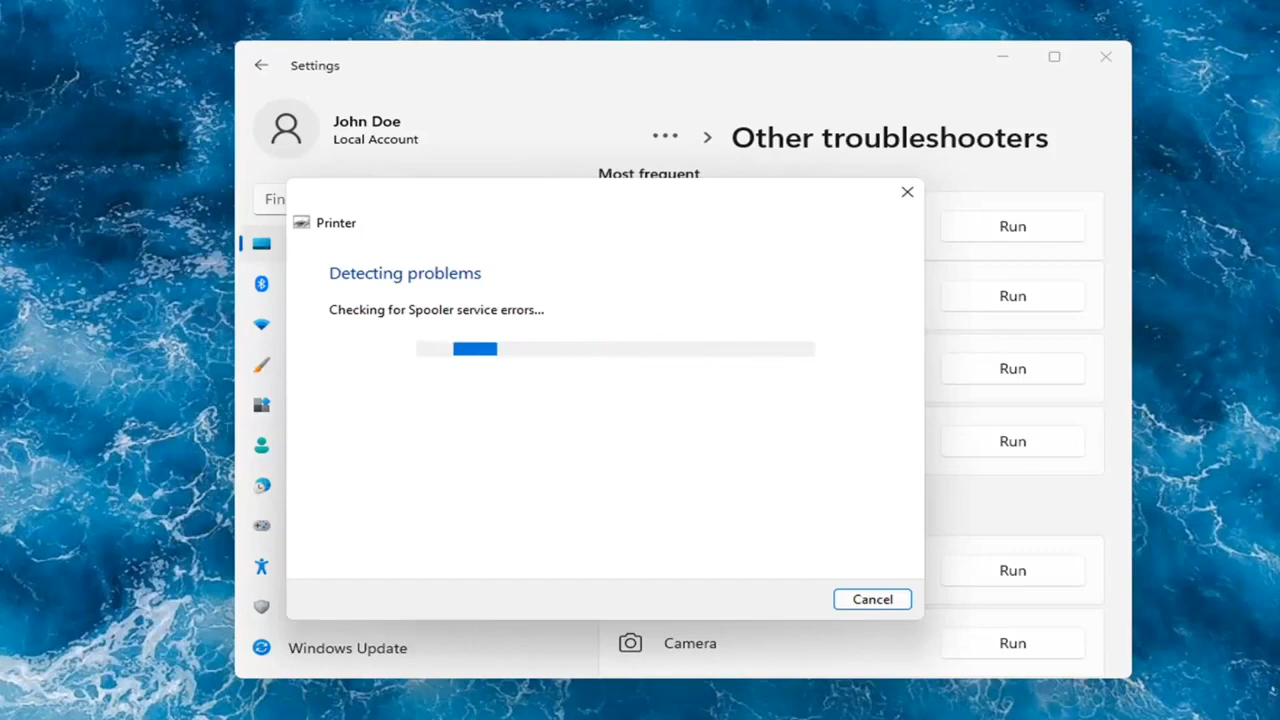 Settings
John Doe
Local Account
••• > Other troubleshooters
Most frequent
Fin
Run
Printer
Detecting problems
Run
Checking for Spooler service errors...
Run
Run
Run
Cancel
Windows Update
Camera
Run